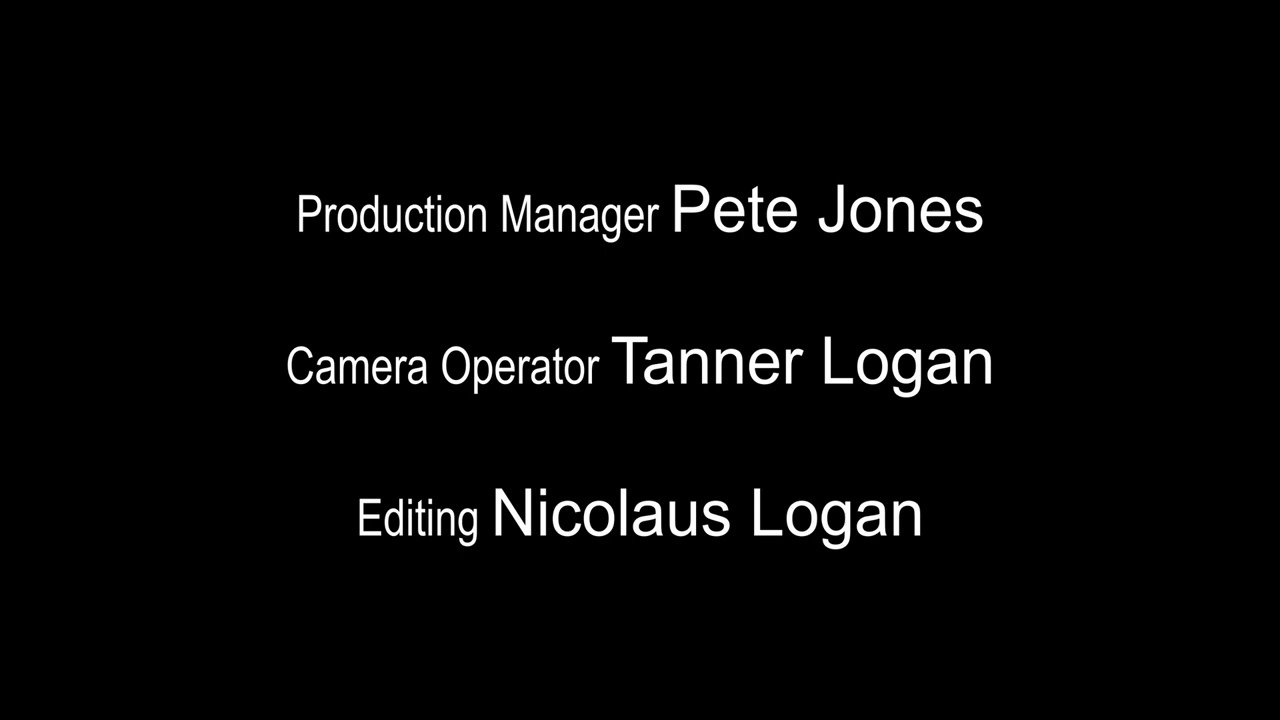 Production Manager Pete Jones
Camera Operator Tanner Logan
Editing Nicolaus Logan